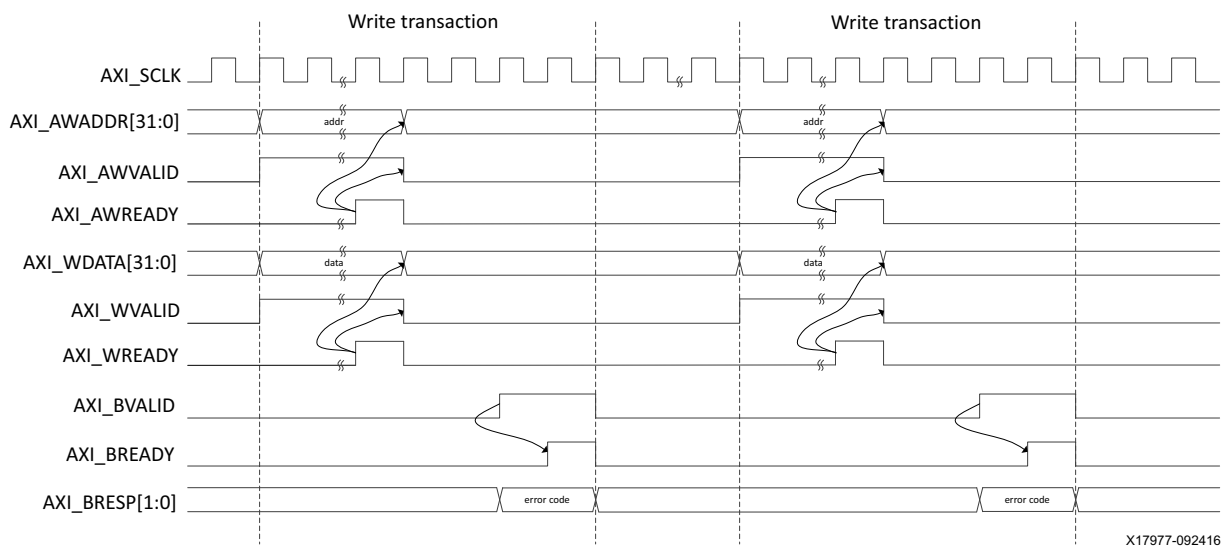 Write transaction Write transaction
AXI_SCLK
AXI_AWADDR[31:0] addr addr
AXI_AWVALID
AXI_AWREADY
AXI_WDATA[31:0] data data
AXI_WVALID
AXI_WREADY
AXI_BVALID
AXI_BREADY
AXI_BRESP[1:0] error code error code
X17977-092416